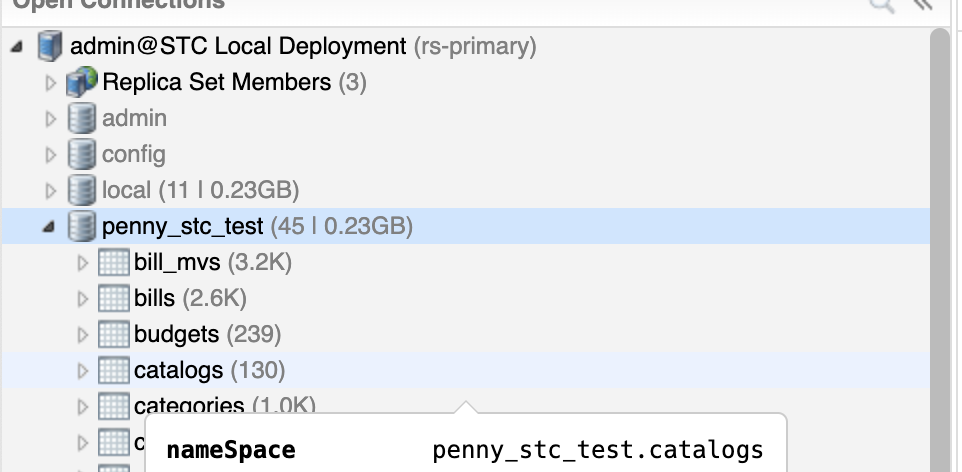 Open Connections
admin@STC Local Deployment (rs-primary)
Replica Set Members (3)
admin
config
local (11 | 0.23GB)
penny_stc_test (45 | 0.23GB)
bill_mvs (3.2K)
bills (2.6K)
budgets (239)
catalogs (130)
categories (1.0K)
c
nameSpace penny_stc_test.catalogs